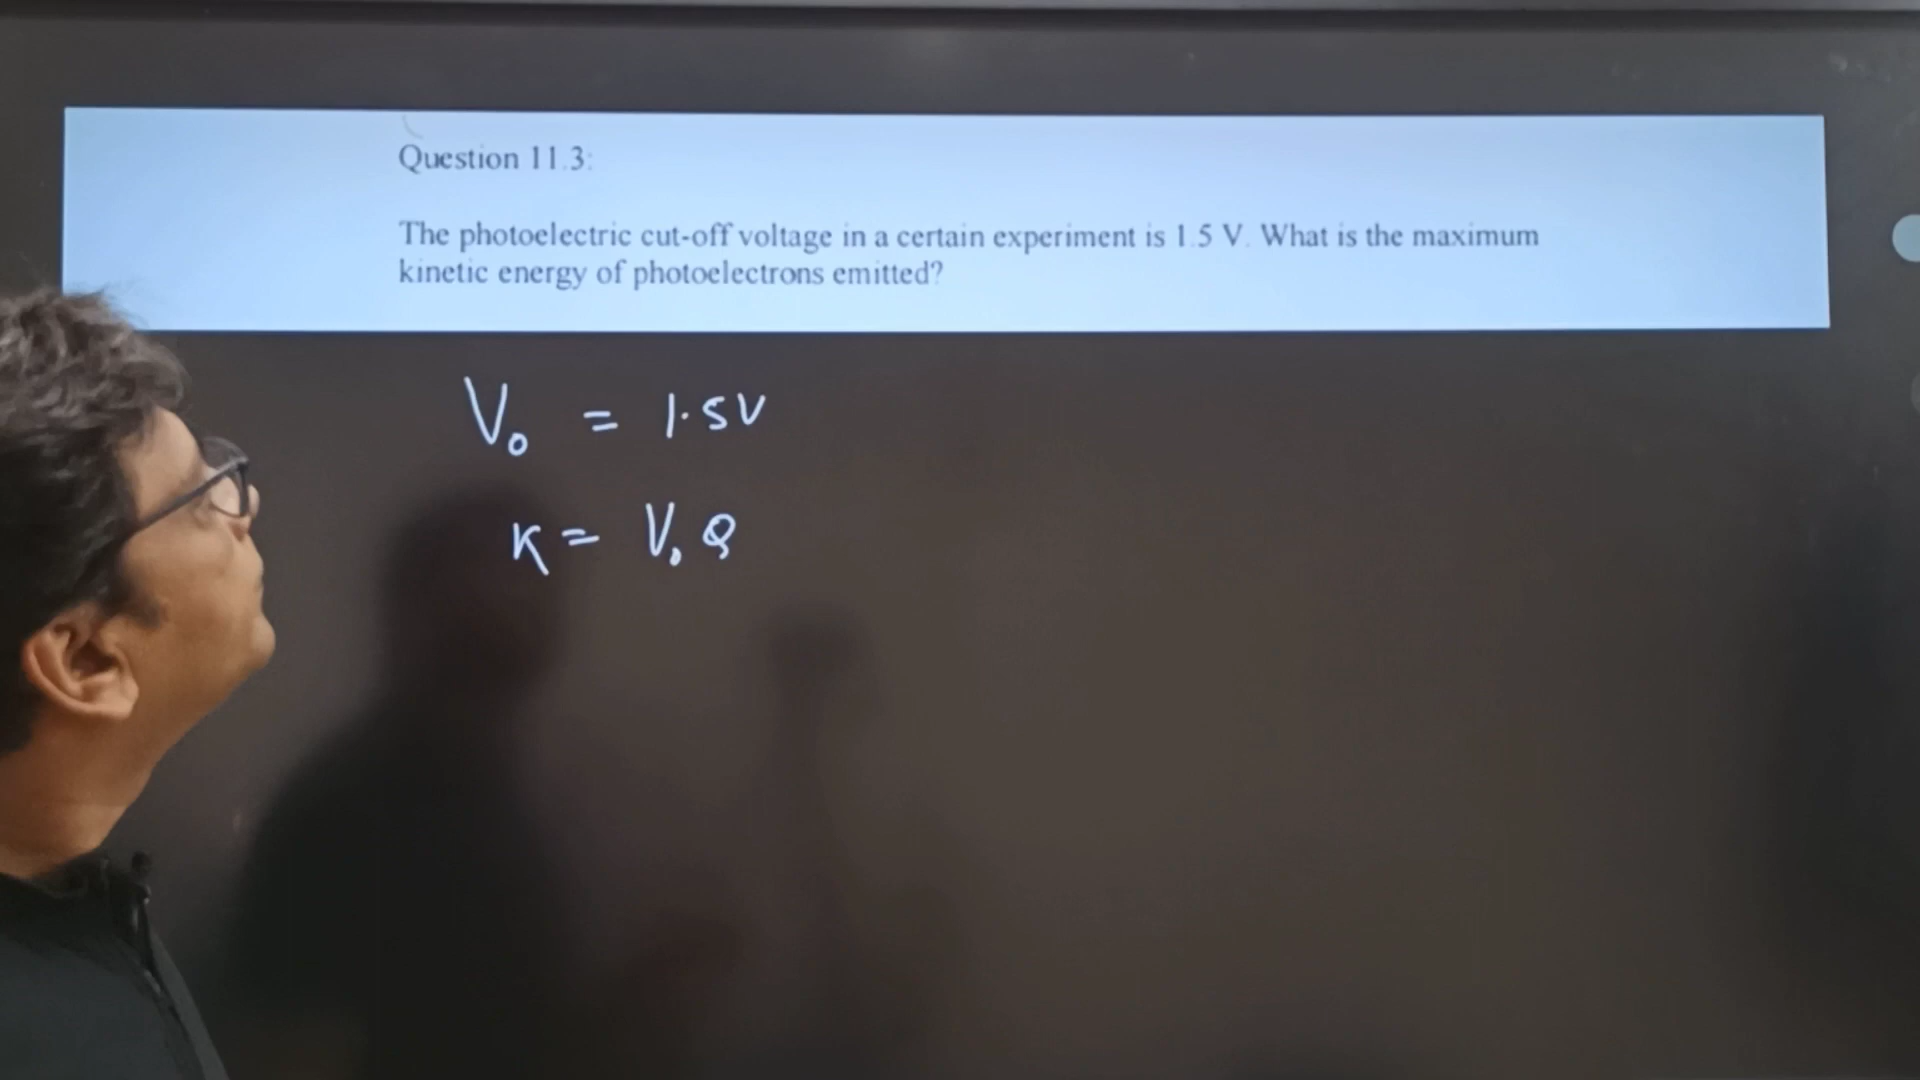 Question 11.3:
The photoelectric cut-off voltage in a certain experiment is 1.5 V. What is the maximum
kinetic energy of photoelectrons emitted?
V₀ = 1.5V
K = V₀ Q